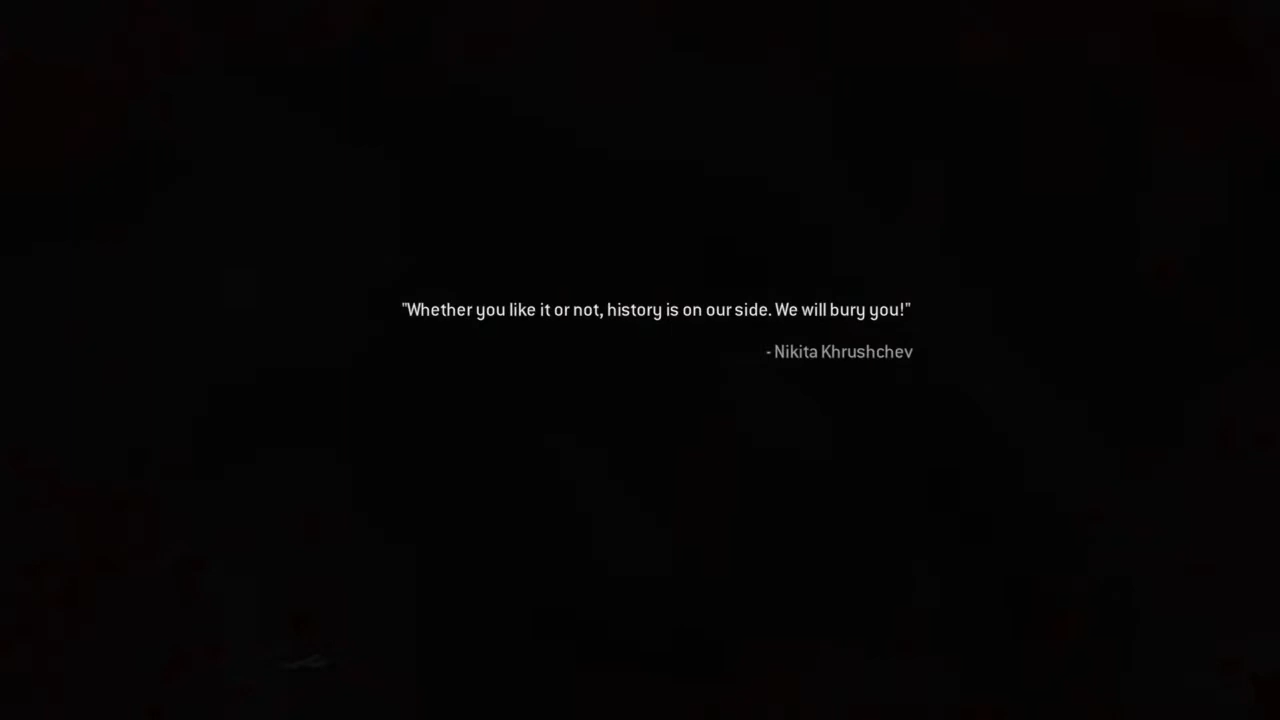 "Whether you like it or not, history is on our side. We will bury you!"
- Nikita Khrushchev